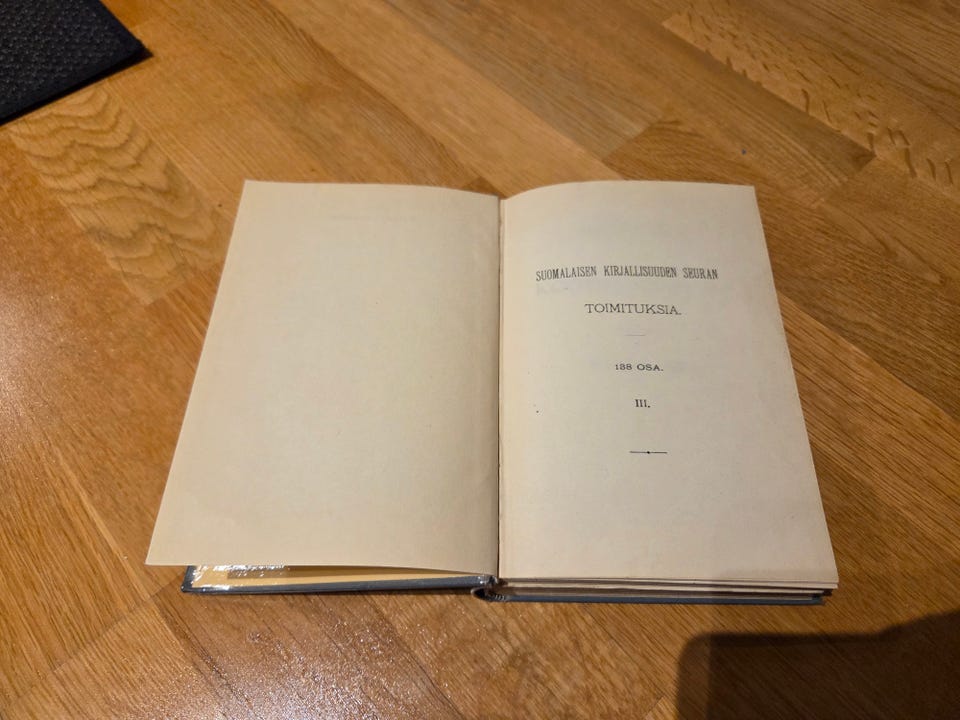 SUOMALAISEN KIRJALLISUUDEN SEURAN
TOIMITUKSIA.
138 OSA.
III.